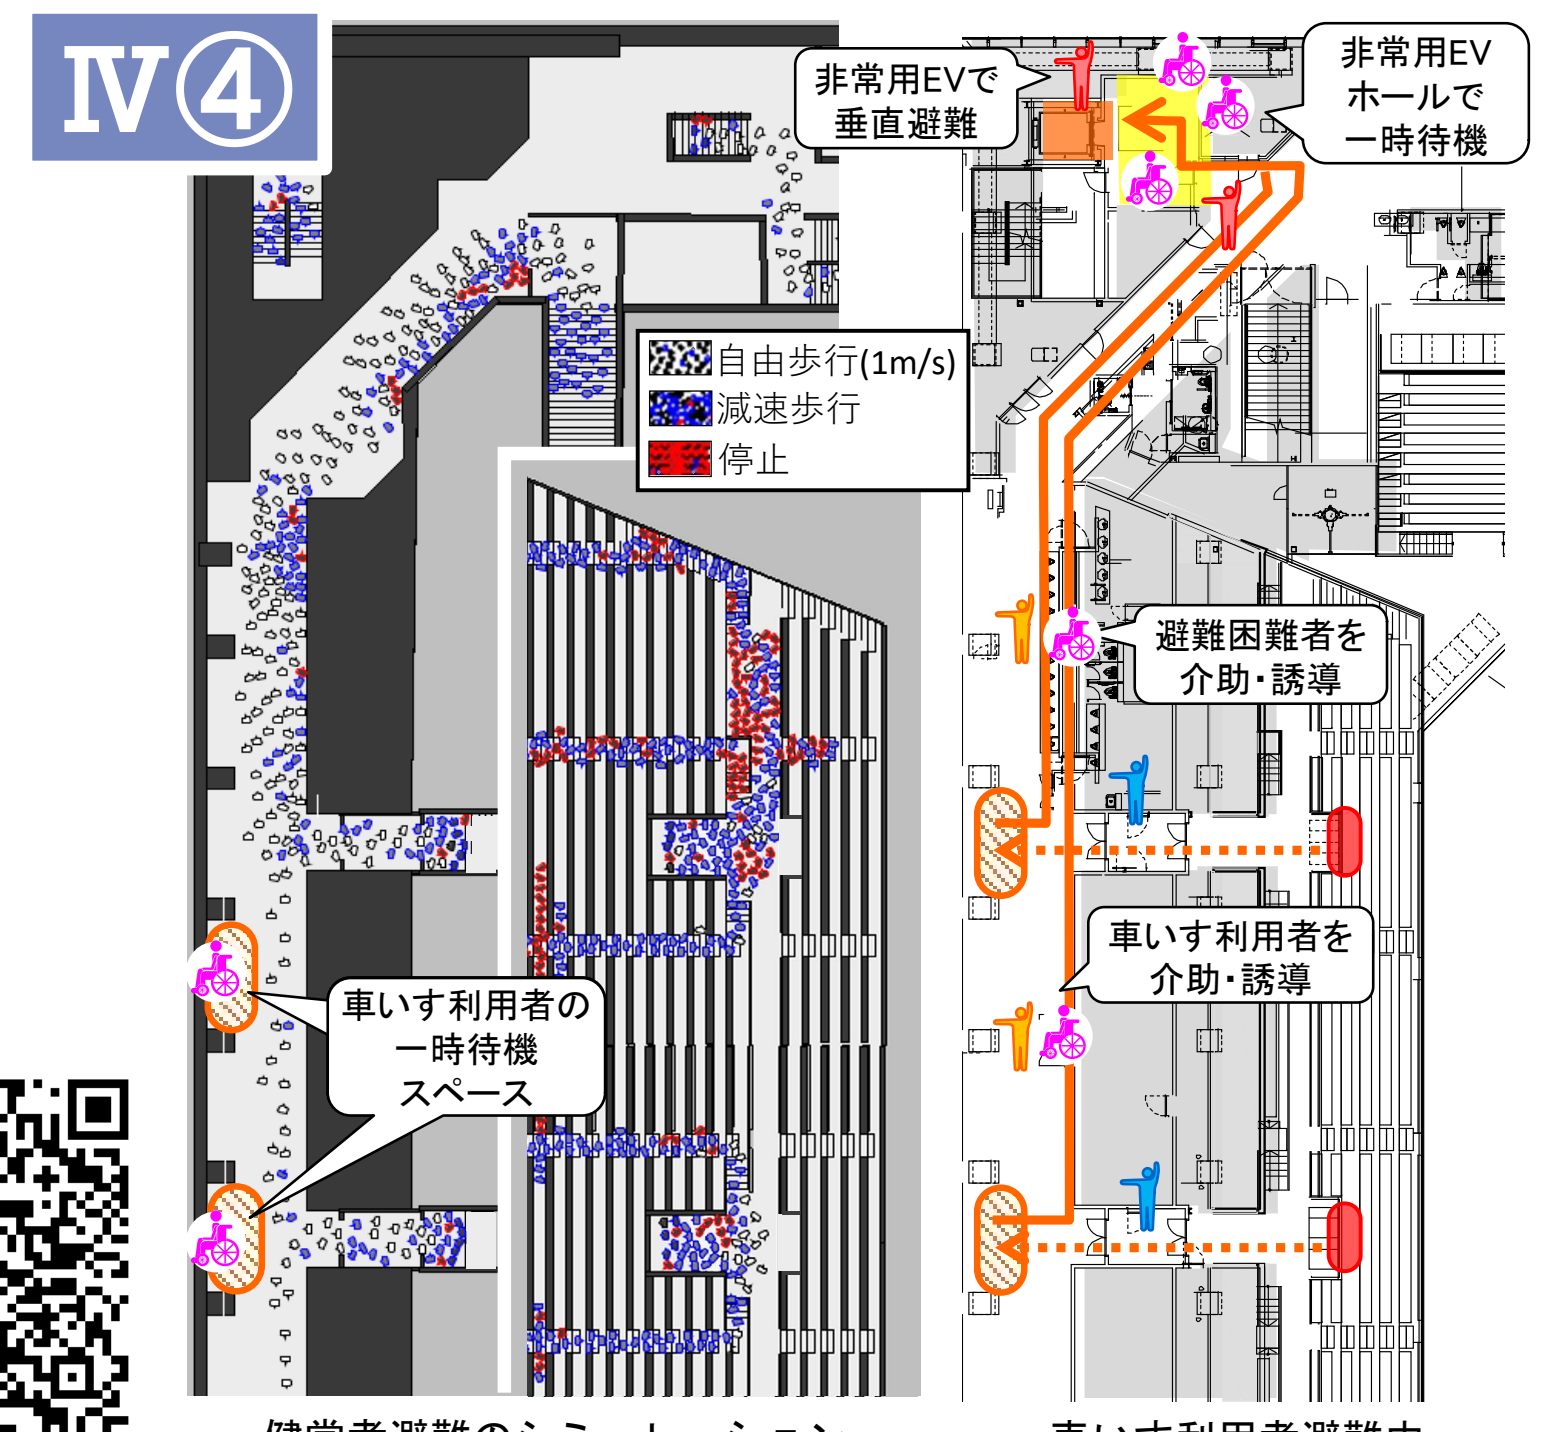 Ⅳ④
非常用EVで
垂直避難
非常用EV
ホールで
一時待機
自由歩行(1m/s)
減速歩行
停止
避難困難者を
介助・誘導
車いす利用者を
介助・誘導
車いす利用者の
一時待機
スペース